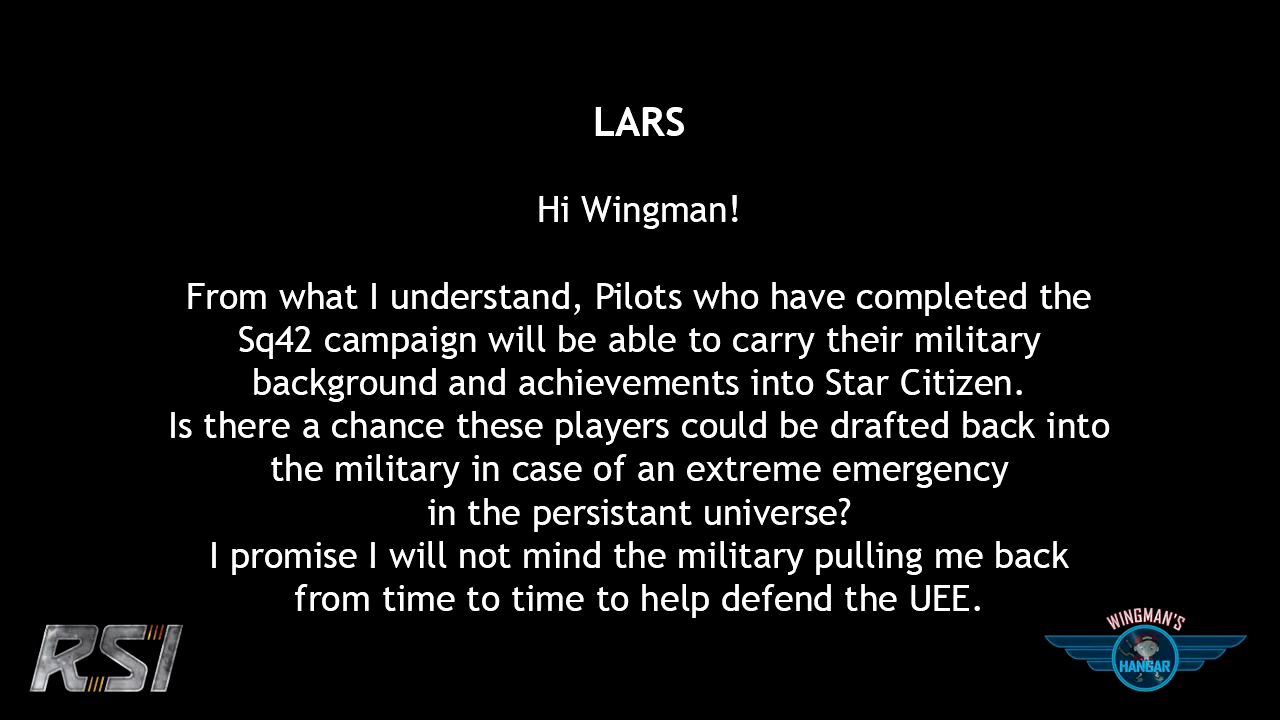 LARS
Hi Wingman!
From what I understand, Pilots who have completed the
Sq42 campaign will be able to carry their military
background and achievements into Star Citizen.
Is there a chance these players could be drafted back into
the military in case of an extreme emergency
in the persistant universe?
I promise I will not mind the military pulling me back
from time to time to help defend the UEE.
RSI
WINGMAN'S
HANGAR